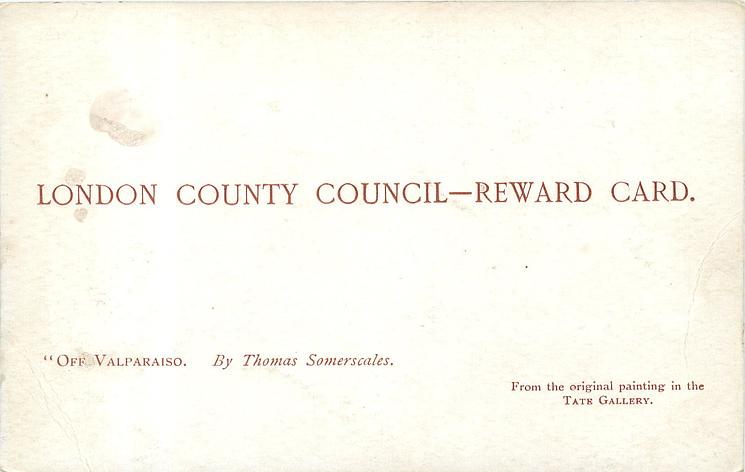 LONDON COUNTY COUNCIL—REWARD CARD.
“OFF VALPARAISO. By Thomas Somerscales.
From the original painting in the
TATE GALLERY.